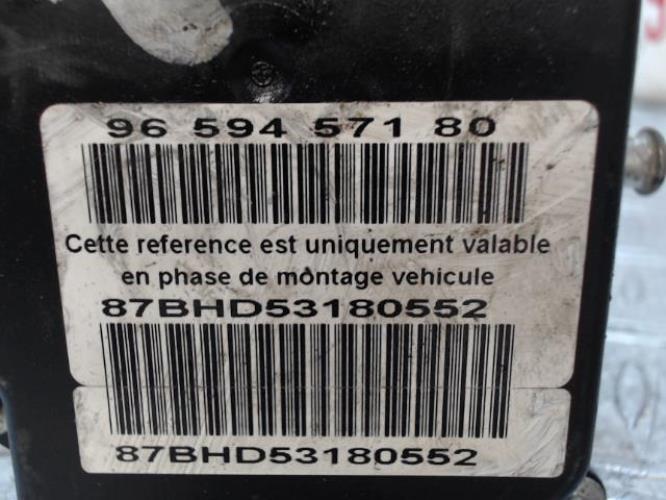 96 594 571 80
Cette reference est uniquement valable
en phase de montage vehicule
87BHD53180552
87BHD53180552